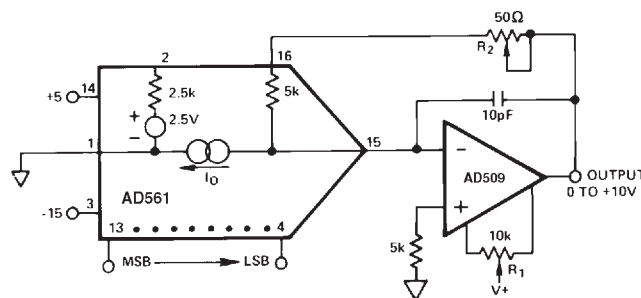 50Ω
2
16
R2
14
+5
2.5k
5k
+
2.5V
-
10pF
1
15
-
IO
AD509
OUTPUT
0 TO +10V
AD561
3
-15
+
13
4
5k
10k
MSB
LSB
R1
V+